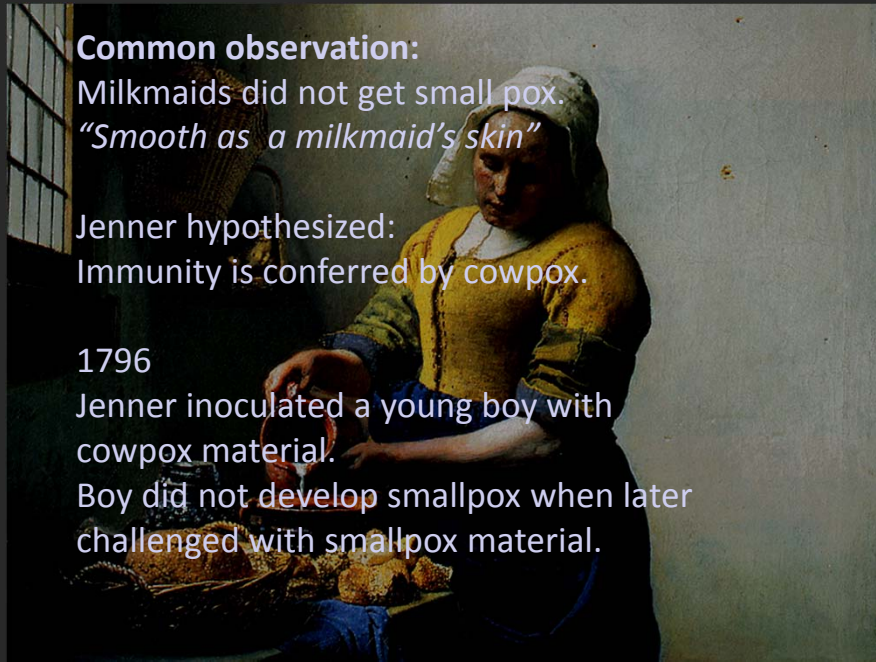 Common observation:
Milkmaids did not get small pox.
“Smooth as  a milkmaid’s skin”
Jenner hypothesized:
Immunity is conferred by cowpox.
1796
Jenner inoculated a young boy with
cowpox material.
Boy did not develop smallpox when later
challenged with smallpox material.